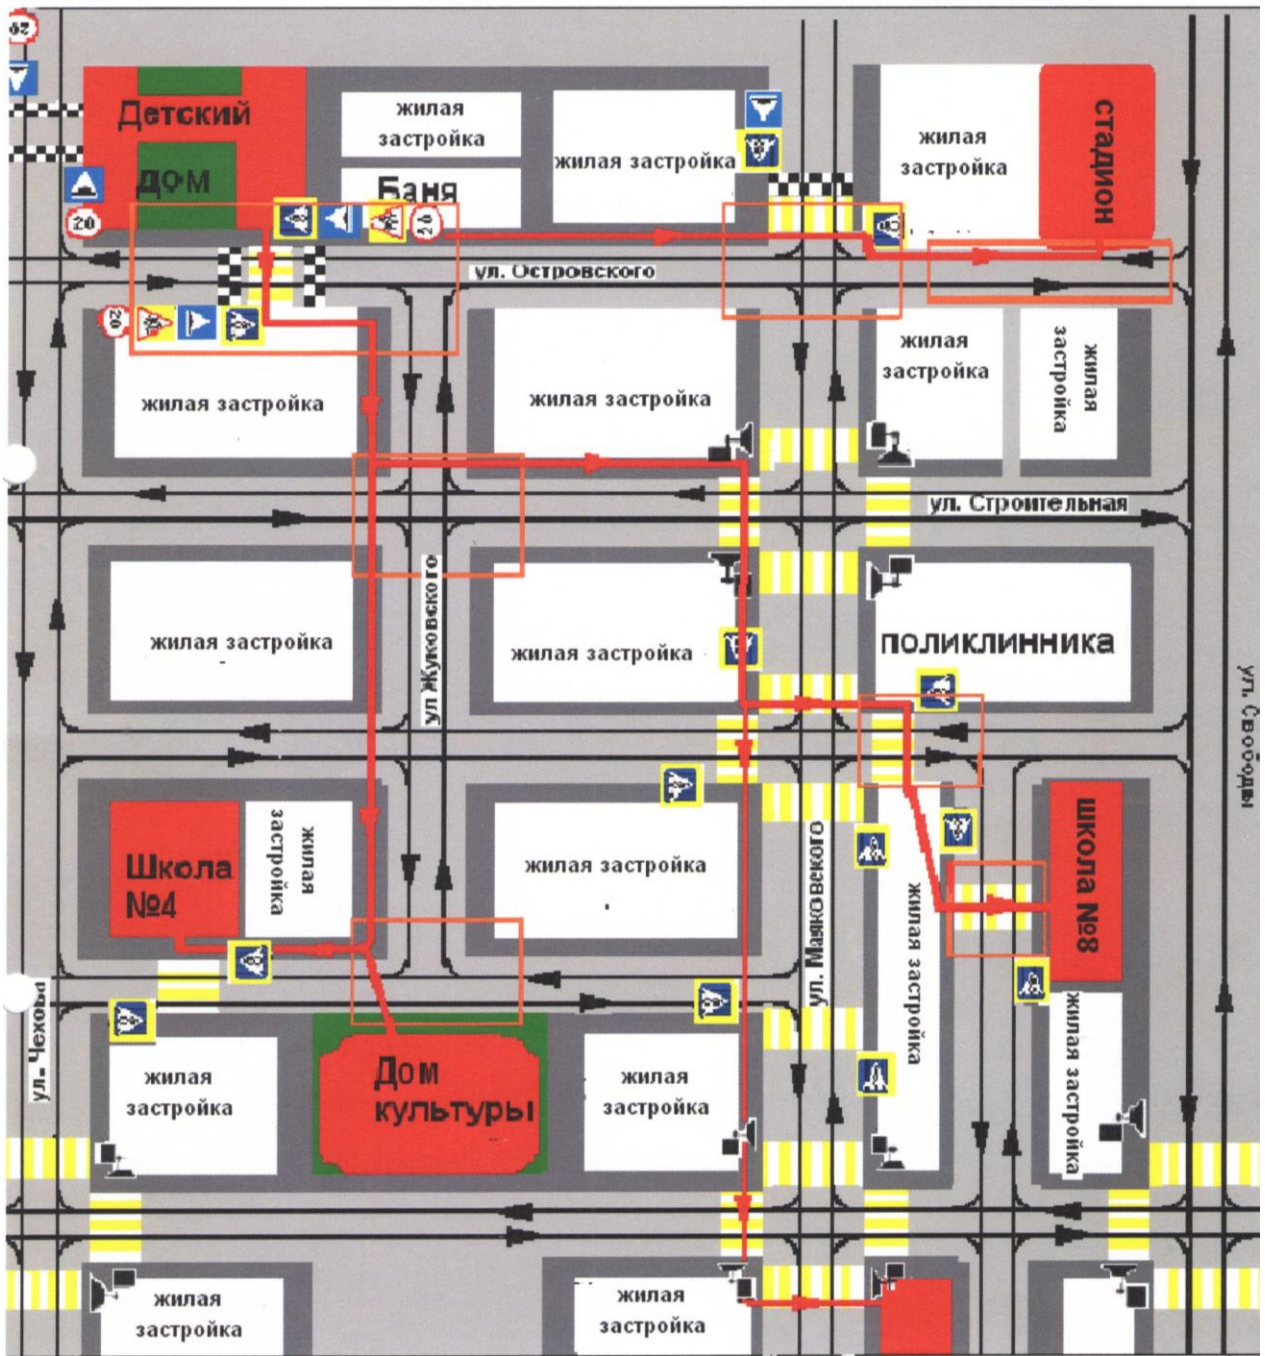 20
Детский
дом
20
жилая
застройка
Баня
20
жилая застройка
жилая
застройка
стадион
ул. Островского
20
жилая застройка
жилая застройка
жилая
застройка
жилая
застройка
ул. Строительная
жилая застройка
ул Жуковского
жилая застройка
поликлинника
ул. Свободы
Школа
№4
жилая
застройка
жилая застройка
ул. Маяковского
жилая застройка
школа №8
ул. Чехова
жилая
застройка
Дом
культуры
жилая
застройка
жилая застройка
жилая
застройка
жилая
застройка